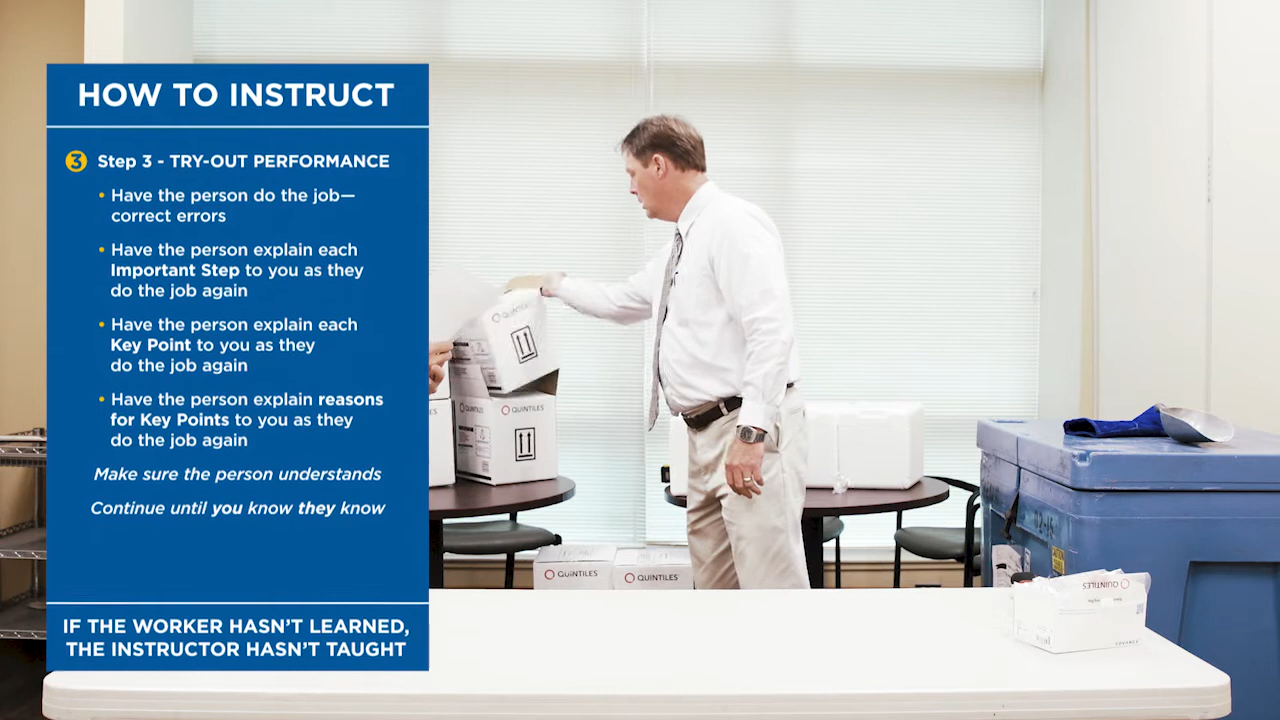 HOW TO INSTRUCT
3 Step 3 - TRY-OUT PERFORMANCE
• Have the person do the job—
correct errors
• Have the person explain each
Important Step to you as they
do the job again
• Have the person explain each
Key Point to you as they
do the job again
• Have the person explain reasons
for Key Points to you as they
do the job again
Make sure the person understands
Continue until you know they know
IF THE WORKER HASN'T LEARNED,
THE INSTRUCTOR HASN'T TAUGHT
QUINTILES
QUINTILES
QUINTILES
QUINTILES
QUINTILES